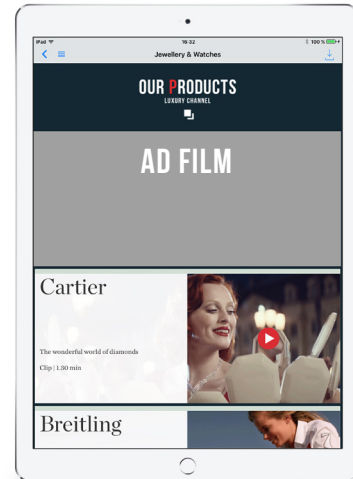 iPad 16:32 100 %
Jewellery & Watches
OUR PRODUCTS
LUXURY CHANNEL
AD FILM
Cartier
The wonderful world of diamonds
Clip | 1.30 min
Breitling